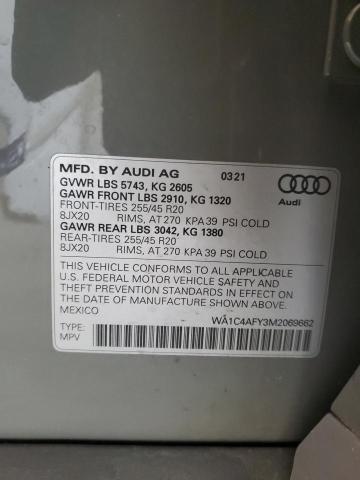 MFD. BY AUDI AG 03 21
GVWR LBS 5743, KG 2605
GAWR FRONT LBS 2910, KG 1320
FRONT-TIRES 255/45 R20
8JX20 RIMS, AT 270 KPA 39 PSI COLD
GAWR REAR LBS 3042, KG 1380
REAR-TIRES 255/45 R20
8JX20 RIMS, AT 270 KPA 39 PSI COLD
Audi
THIS VEHICLE CONFORMS TO ALL APPLICABLE
U.S. FEDERAL MOTOR VEHICLE SAFETY AND
THEFT PREVENTION STANDARDS IN EFFECT ON
THE DATE OF MANUFACTURE SHOWN ABOVE.
MEXICO
WA1C4AFY3M2069662
TYPE:
MPV